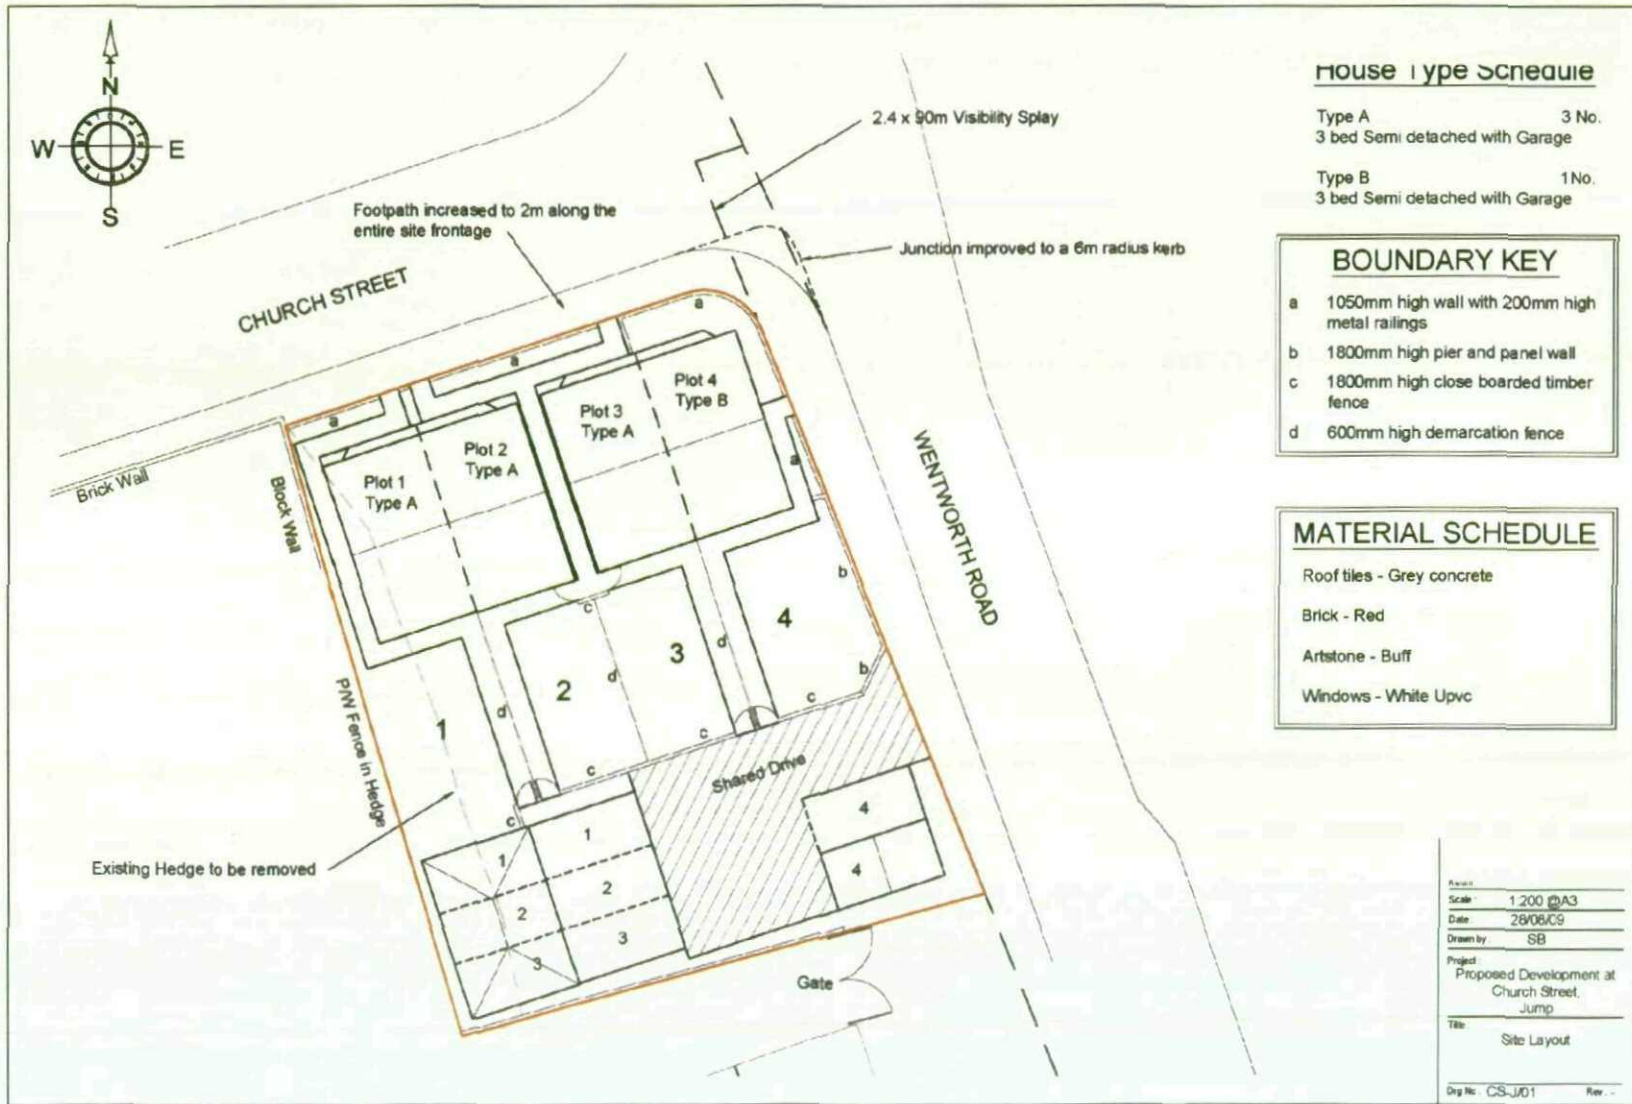 N
W E
S
2.4 x 90m Visibility Splay
Footpath increased to 2m along the
entire site frontage
Junction improved to a 6m radius kerb
CHURCH STREET
WENTWORTH ROAD
Brick Wall
Block Wall
P/W Fence in Hedge
Existing Hedge to be removed
Plot 1
Type A
Plot 2
Type A
Plot 3
Type A
Plot 4
Type B
a
a
a
a
b
b
c
c
c
c
c
d
d
d
1
2
3
4
Shared Drive
1
2
3
1
2
3
4
4
Gate
House Type Schedule
Type A 3 No.
3 bed Semi detached with Garage
Type B 1No.
3 bed Semi detached with Garage
BOUNDARY KEY
a 1050mm high wall with 200mm high
metal railings
b 1800mm high pier and panel wall
c 1800mm high close boarded timber
fence
d 600mm high demarcation fence
MATERIAL SCHEDULE
Roof tiles - Grey concrete
Brick - Red
Artstone - Buff
Windows - White Upvc
Scale : 1:200 @A3
Date : 28/08/09
Drawn by : SB
Project :
Proposed Development at
Church Street,
Jump
Title
Site Layout
Drg No. CS-J/01 Rev. -